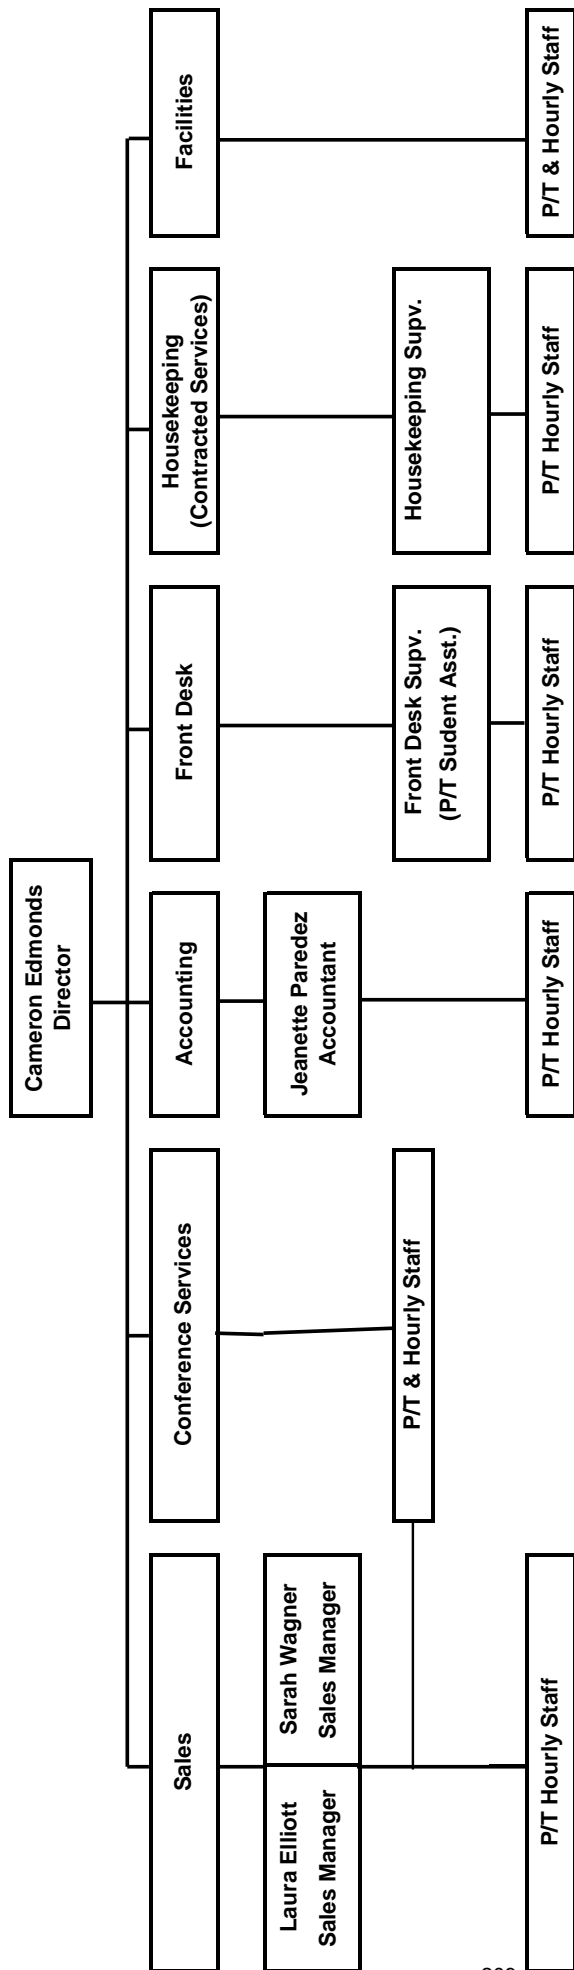 Cameron Edmonds
Director
Sales
Conference Services
Accounting
Front Desk
Housekeeping
(Contracted Services)
Facilities
Laura Elliott
Sales Manager
Sarah Wagner
Sales Manager
Jeanette Paredez
Accountant
P/T & Hourly Staff
Front Desk Supv.
(P/T Sudent Asst.)
Housekeeping Supv.
P/T Hourly Staff
P/T Hourly Staff
P/T Hourly Staff
P/T Hourly Staff
P/T & Hourly Staff